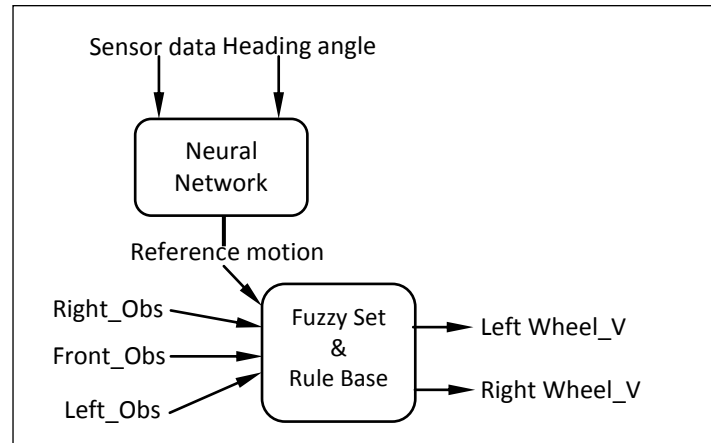 Sensor data Heading angle
Neural
Network
Reference motion
Right_Obs
Front_Obs
Left_Obs
Fuzzy Set
&
Rule Base
Left Wheel_V
Right Wheel_V